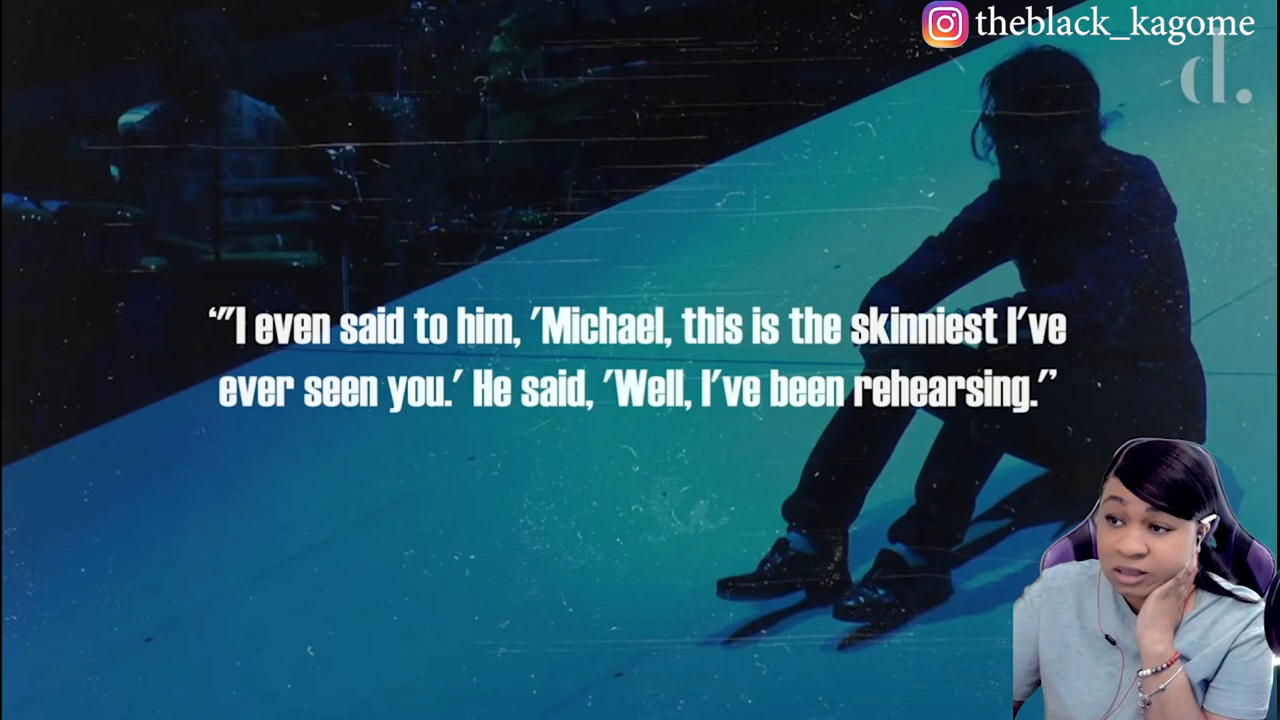 theblack_kagome
d.
‘"I even said to him, 'Michael, this is the skinniest I've
ever seen you.' He said, 'Well, I've been rehearsing.'"